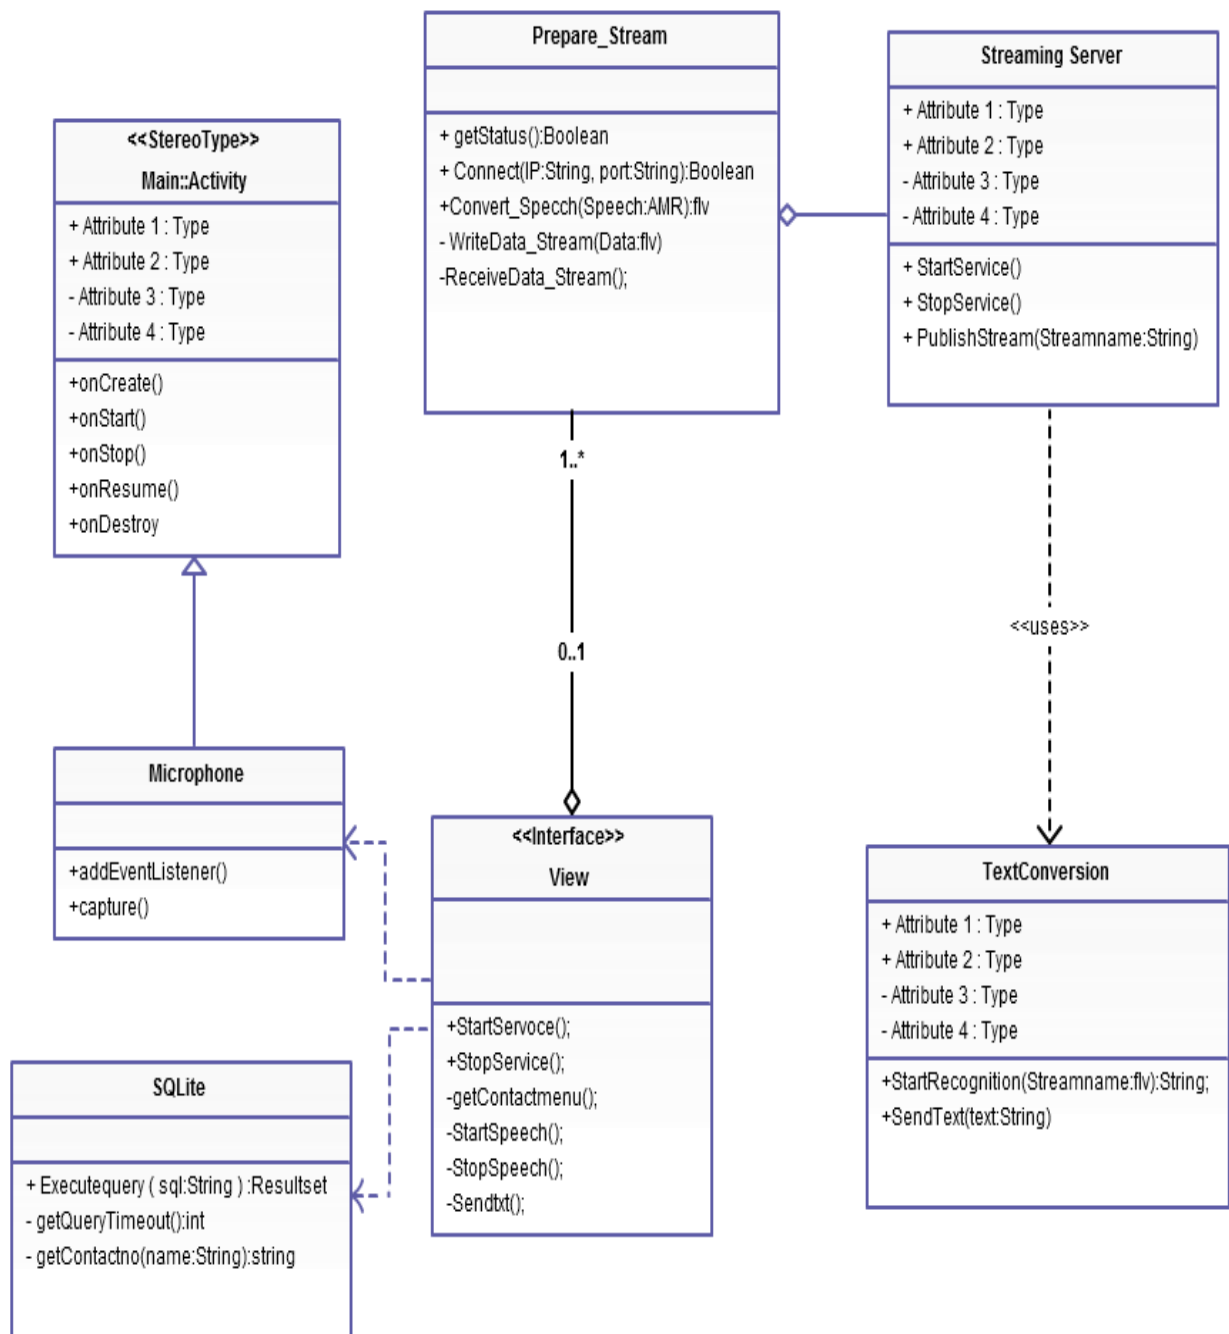 Prepare_Stream
+ getStatus():Boolean
+ Connect(IP:String, port:String):Boolean
+Convert_Specch(Speech:AMR):flv
- WriteData_Stream(Data:flv)
-ReceiveData_Stream();
Streaming Server
+ Attribute 1 : Type
+ Attribute 2 : Type
- Attribute 3 : Type
- Attribute 4 : Type
+ StartService()
+ StopService()
+ PublishStream(Streamname:String)
<<StereoType>>
Main::Activity
+ Attribute 1 : Type
+ Attribute 2 : Type
- Attribute 3 : Type
- Attribute 4 : Type
+onCreate()
+onStart()
+onStop()
+onResume()
+onDestroy
1..*
0..1
<<uses>>
Microphone
+addEventListener()
+capture()
<<Interface>>
View
+StartServoce();
+StopService();
-getContactmenu();
-StartSpeech();
-StopSpeech();
-Sendtxt();
TextConversion
+ Attribute 1 : Type
+ Attribute 2 : Type
- Attribute 3 : Type
- Attribute 4 : Type
+StartRecognition(Streamname:flv):String;
+SendText(text:String)
SQLite
+ Executequery ( sql:String ) :Resultset
- getQueryTimeout():int
- getContactno(name:String):string